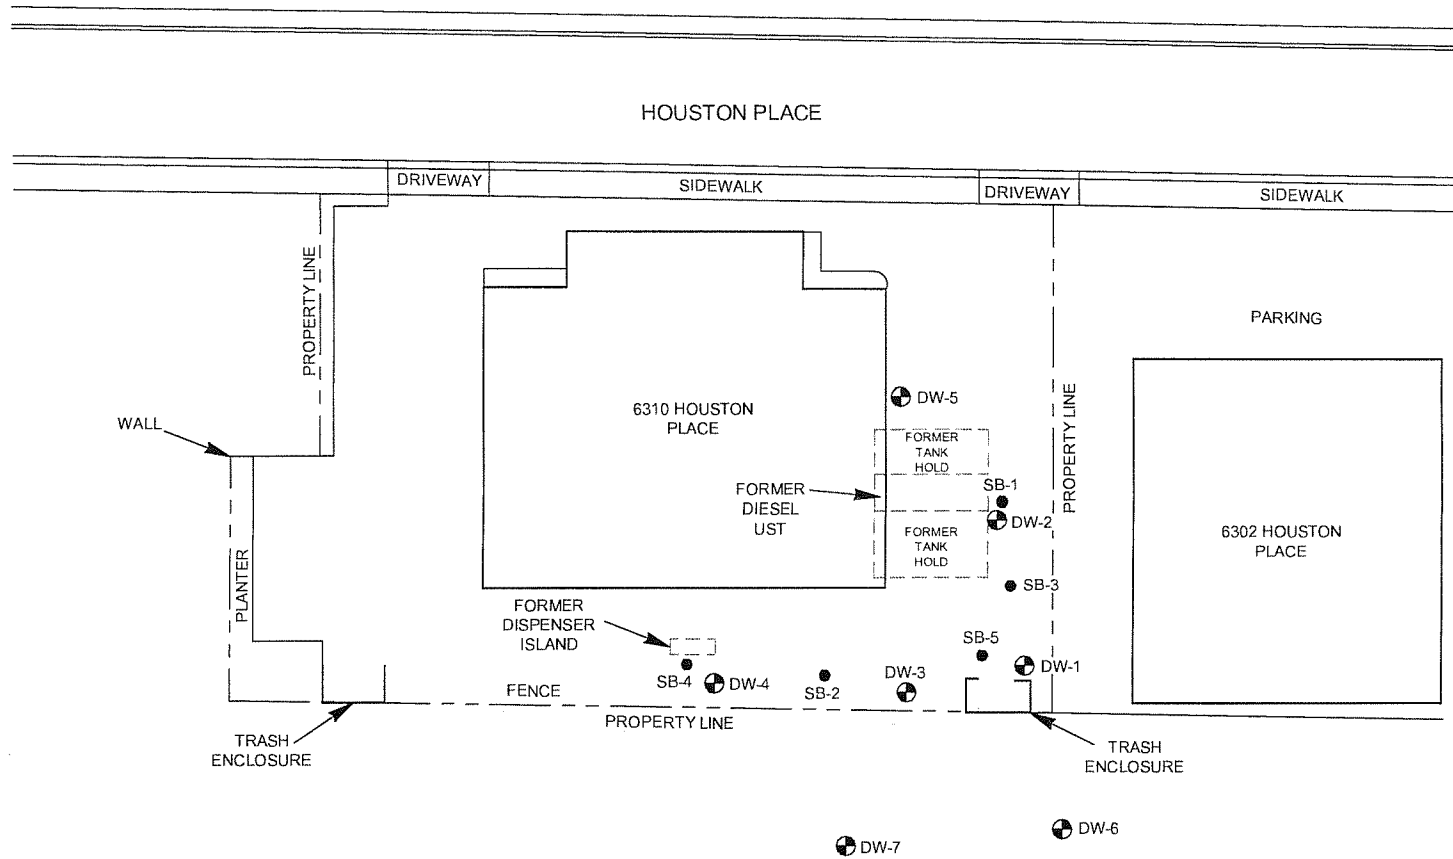 HOUSTON PLACE
DRIVEWAY
SIDEWALK
DRIVEWAY
SIDEWALK
PROPERTY LINE
PARKING
WALL
6310 HOUSTON
PLACE
DW-5
PROPERTY LINE
FORMER
TANK
HOLD
FORMER
DIESEL
UST
SB-1
DW-2
FORMER
TANK
HOLD
6302 HOUSTON
PLACE
PLANTER
SB-3
FORMER
DISPENSER
ISLAND
SB-5
DW-1
SB-4
DW-4
SB-2
DW-3
FENCE
PROPERTY LINE
TRASH
ENCLOSURE
TRASH
ENCLOSURE
DW-6
DW-7